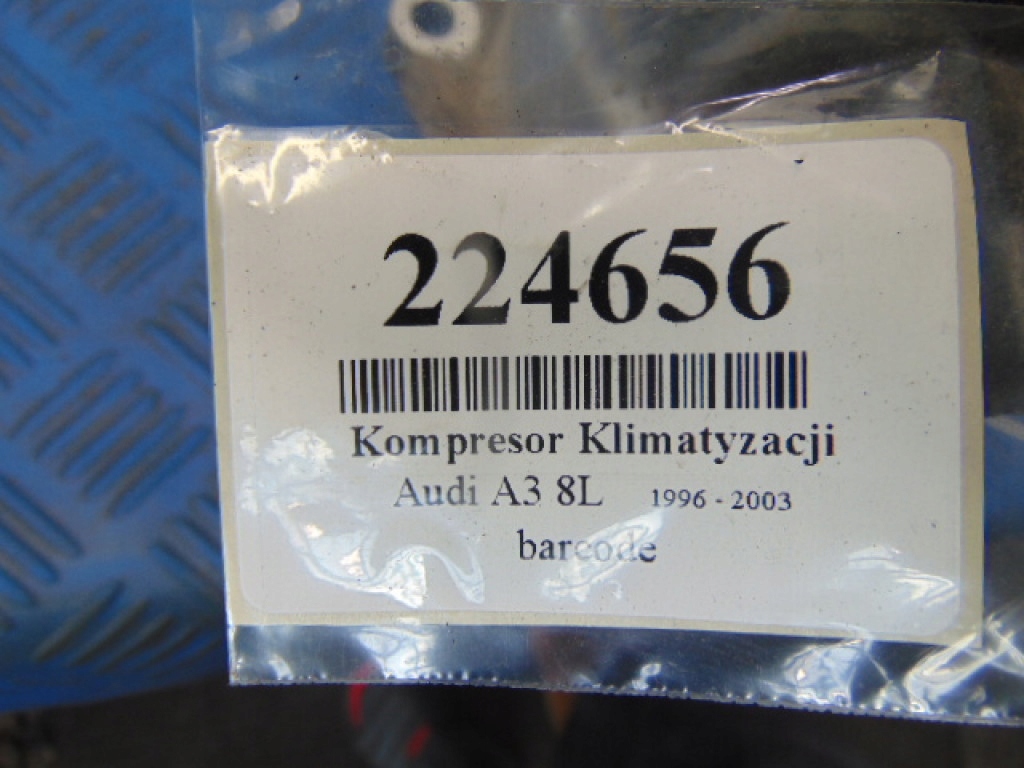 224656
Kompresor Klimatyzacji
Audi A3 8L 1996 - 2003
barcode